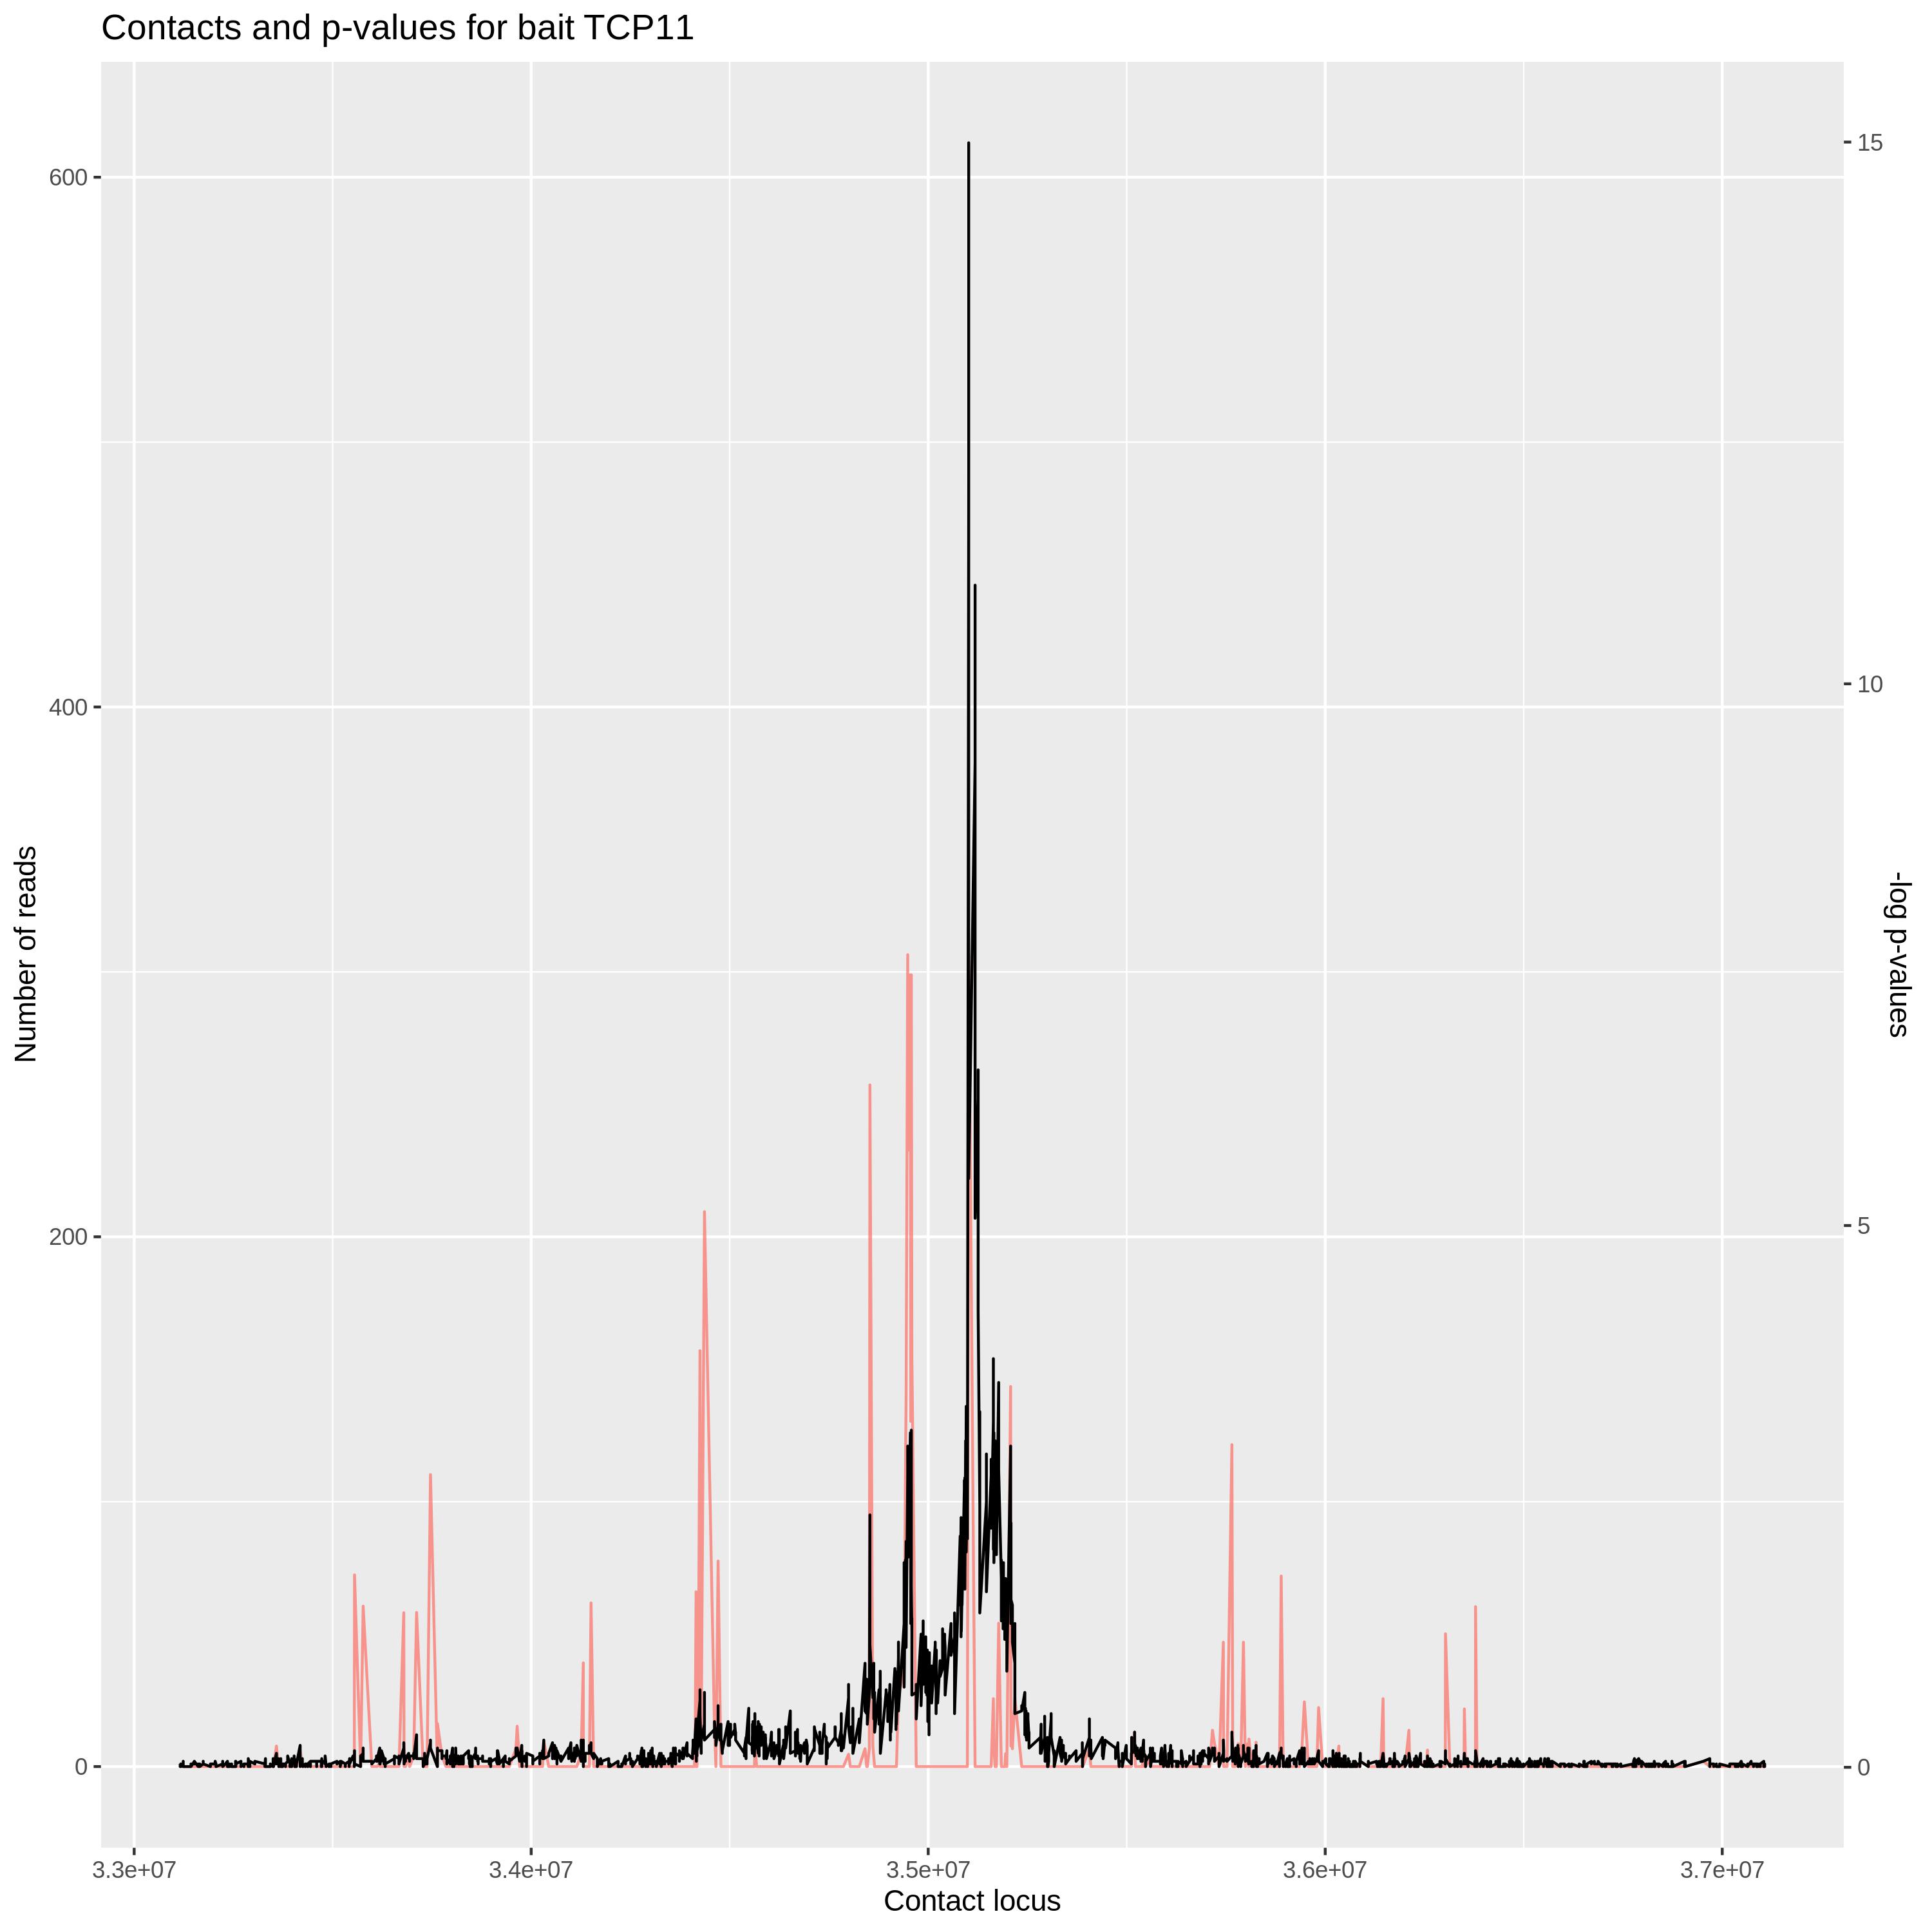 Contacts and p-values for bait TCP11
600
400
200
0
Number of reads
15
10
5
0
-log p-values
3.3e+07
3.4e+07
3.5e+07
3.6e+07
3.7e+07
Contact locus